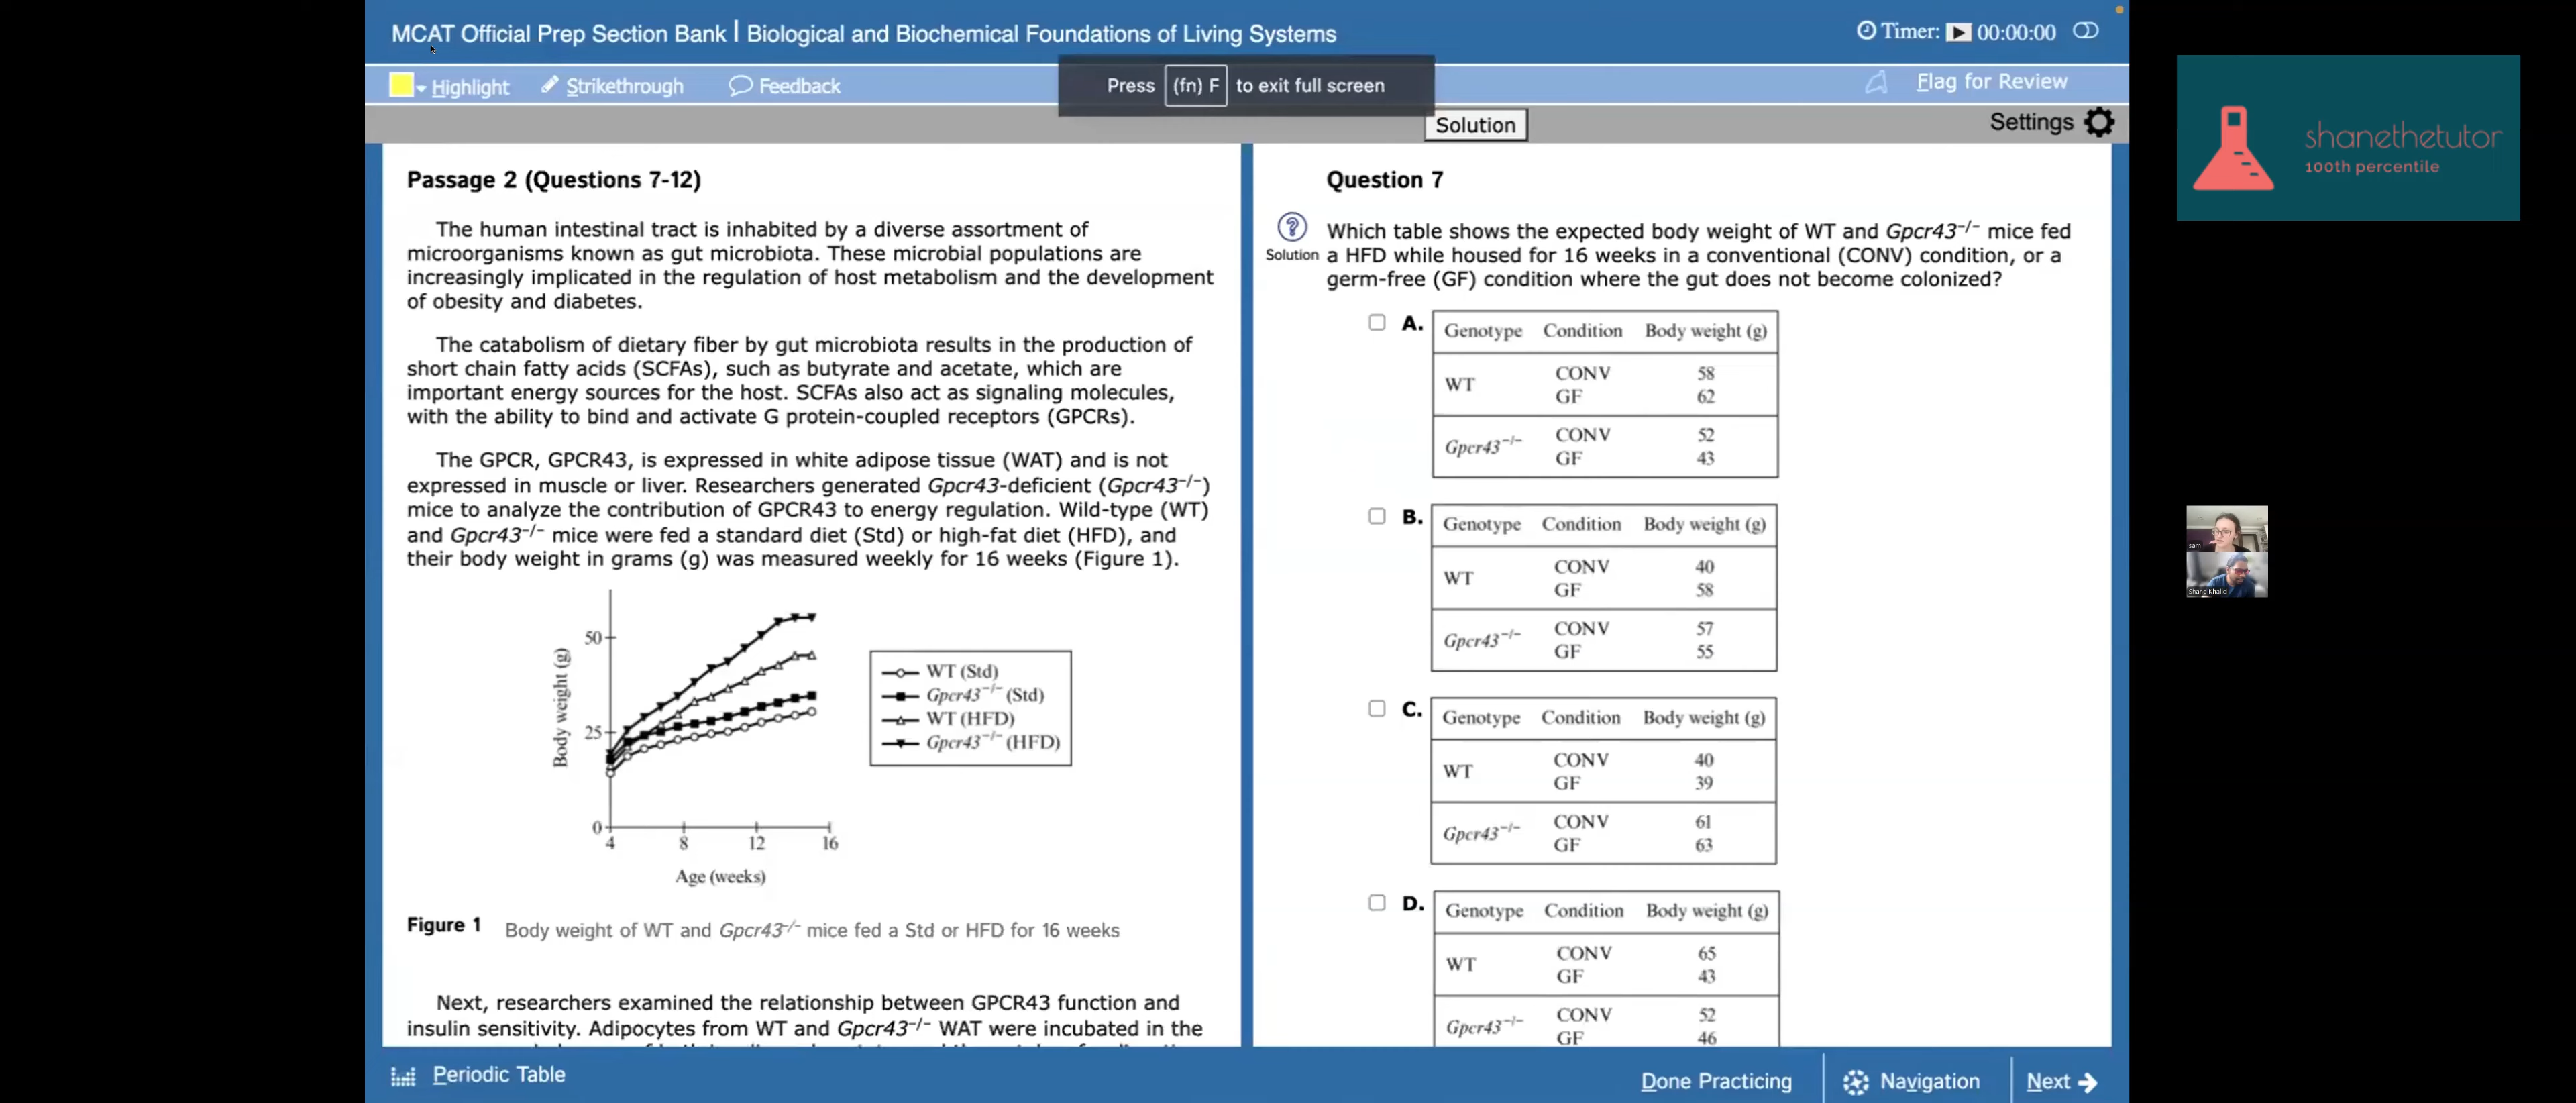 MCAT Official Prep Section Bank | Biological and Biochemical Foundations of Living Systems
Timer: 00:00:00
Highlight
Strikethrough
Feedback
Press (fn) F to exit full screen
Flag for Review
Solution
Settings
Passage 2 (Questions 7-12)
The human intestinal tract is inhabited by a diverse assortment of
microorganisms known as gut microbiota. These microbial populations are
increasingly implicated in the regulation of host metabolism and the development
of obesity and diabetes.
The catabolism of dietary fiber by gut microbiota results in the production of
short chain fatty acids (SCFAs), such as butyrate and acetate, which are
important energy sources for the host. SCFAs also act as signaling molecules,
with the ability to bind and activate G protein-coupled receptors (GPCRs).
The GPCR, GPCR43, is expressed in white adipose tissue (WAT) and is not
expressed in muscle or liver. Researchers generated Gpcr43-deficient (Gpcr43−/−)
mice to analyze the contribution of GPCR43 to energy regulation. Wild-type (WT)
and Gpcr43−/− mice were fed a standard diet (Std) or high-fat diet (HFD), and
their body weight in grams (g) was measured weekly for 16 weeks (Figure 1).
Body weight (g)
50
25
0
4 8 12 16
Age (weeks)
WT (Std)
Gpcr43−/− (Std)
WT (HFD)
Gpcr43−/− (HFD)
Figure 1 Body weight of WT and Gpcr43-/- mice fed a Std or HFD for 16 weeks
Next, researchers examined the relationship between GPCR43 function and
insulin sensitivity. Adipocytes from WT and Gpcr43−/− WAT were incubated in the
Question 7
Solution
Which table shows the expected body weight of WT and Gpcr43−/− mice fed
a HFD while housed for 16 weeks in a conventional (CONV) condition, or a
germ-free (GF) condition where the gut does not become colonized?
A.
Genotype Condition Body weight (g)
WT
CONV 58
GF 62
Gpcr43−/−
CONV 52
GF 43
B.
Genotype Condition Body weight (g)
WT
CONV 40
GF 58
Gpcr43−/−
CONV 57
GF 55
C.
Genotype Condition Body weight (g)
WT
CONV 40
GF 39
Gpcr43−/−
CONV 61
GF 63
D.
Genotype Condition Body weight (g)
WT
CONV 65
GF 43
Gpcr43−/−
CONV 52
GF 46
Periodic Table
Done Practicing
Navigation
Next
shanethetutor
100th percentile
sam
Shane Khalid